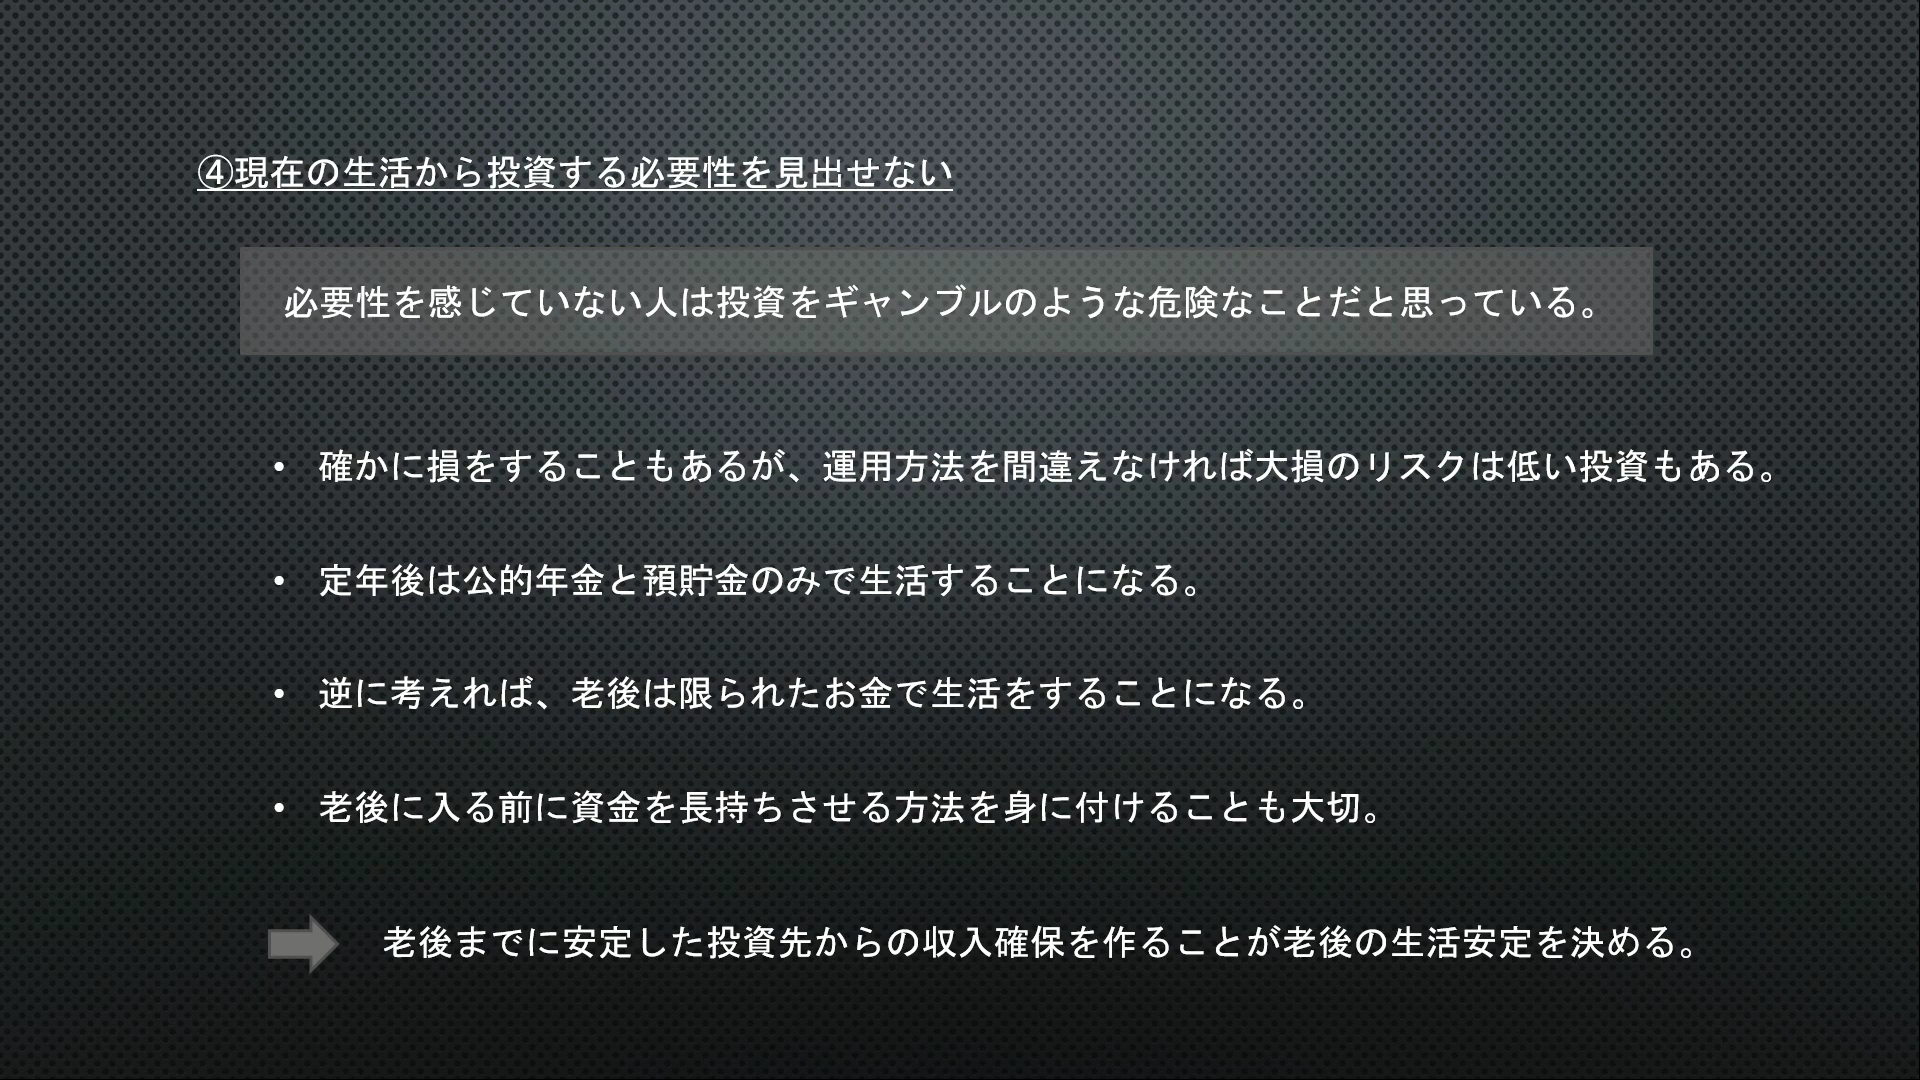 ④現在の生活から投資する必要性を見出せない
必要性を感じていない人は投資をギャンブルのような危険なことだと思っている。
• 確かに損をすることもあるが、運用方法を間違えなければ大損のリスクは低い投資もある。
• 定年後は公的年金と預貯金のみで生活することになる。
• 逆に考えれば、老後は限られたお金で生活をすることになる。
• 老後に入る前に資金を長持ちさせる方法を身に付けることも大切。
老後までに安定した投資先からの収入確保を作ることが老後の生活安定を決める。